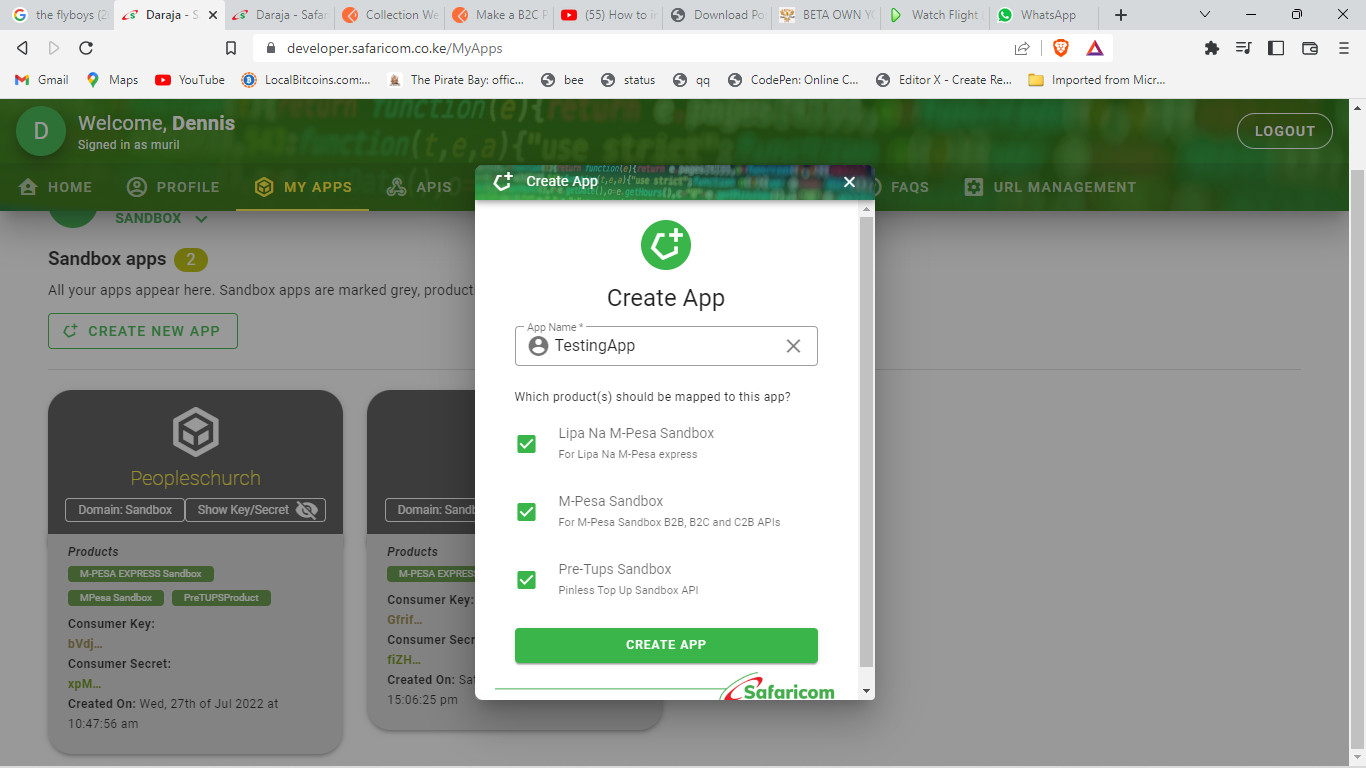 the flyboys (2
Daraja - S
Daraja - Safar
Collection We
Make a B2C P
(55) How to in
Download Po
BETA OWN YO
Watch Flight
WhatsApp
developer.safaricom.co.ke/MyApps
Gmail
Maps
YouTube
LocalBitcoins.com:...
The Pirate Bay: offic...
bee
status
qq
CodePen: Online C...
Editor X - Create Re...
Imported from Micr...
D
Welcome, Dennis
Signed in as muril
LOGOUT
HOME
PROFILE
MY APPS
APIS
FAQS
URL MANAGEMENT
SANDBOX
Sandbox apps 2
All your apps appear here. Sandbox apps are marked grey, product
CREATE NEW APP
Peopleschurch
Domain: Sandbox
Show Key/Secret
Products
M-PESA EXPRESS Sandbox
MPesa Sandbox
PreTUPSProduct
Consumer Key:
bVdj...
Consumer Secret:
xpM...
Created On: Wed, 27th of Jul 2022 at
10:47:56 am
Domain: Sandb
Products
M-PESA EXPRES
Consumer Key:
Gfrif...
Consumer Secr
fiZH...
Created On: Sat
15:06:25 pm
Create App
Create App
App Name *
TestingApp
Which product(s) should be mapped to this app?
Lipa Na M-Pesa Sandbox
For Lipa Na M-Pesa express
M-Pesa Sandbox
For M-Pesa Sandbox B2B, B2C and C2B APIs
Pre-Tups Sandbox
Pinless Top Up Sandbox API
CREATE APP
Safaricom